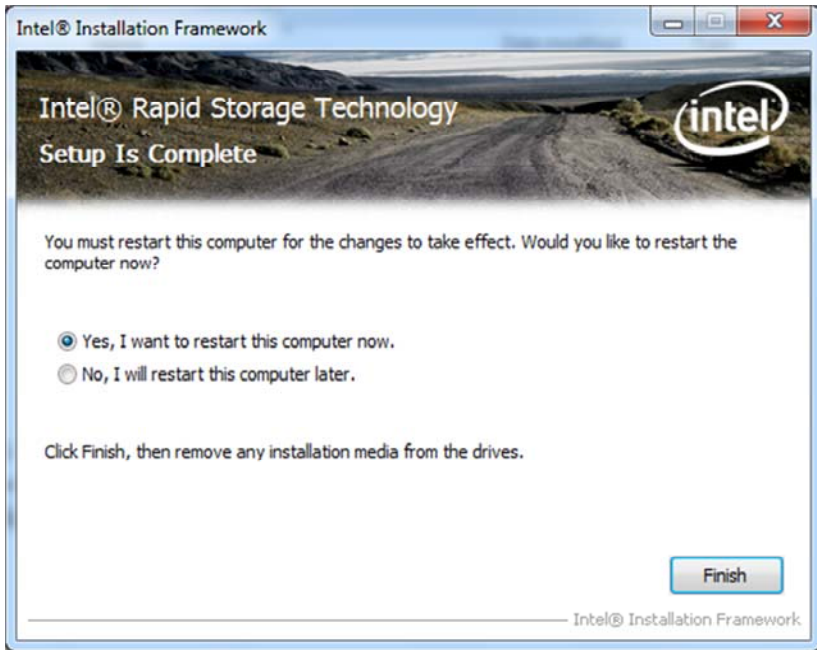 Intel® Installation Framework
Intel® Rapid Storage Technology
Setup Is Complete
intel
You must restart this computer for the changes to take effect. Would you like to restart the
computer now?
Yes, I want to restart this computer now.
No, I will restart this computer later.
Click Finish, then remove any installation media from the drives.
Finish
Intel® Installation Framework